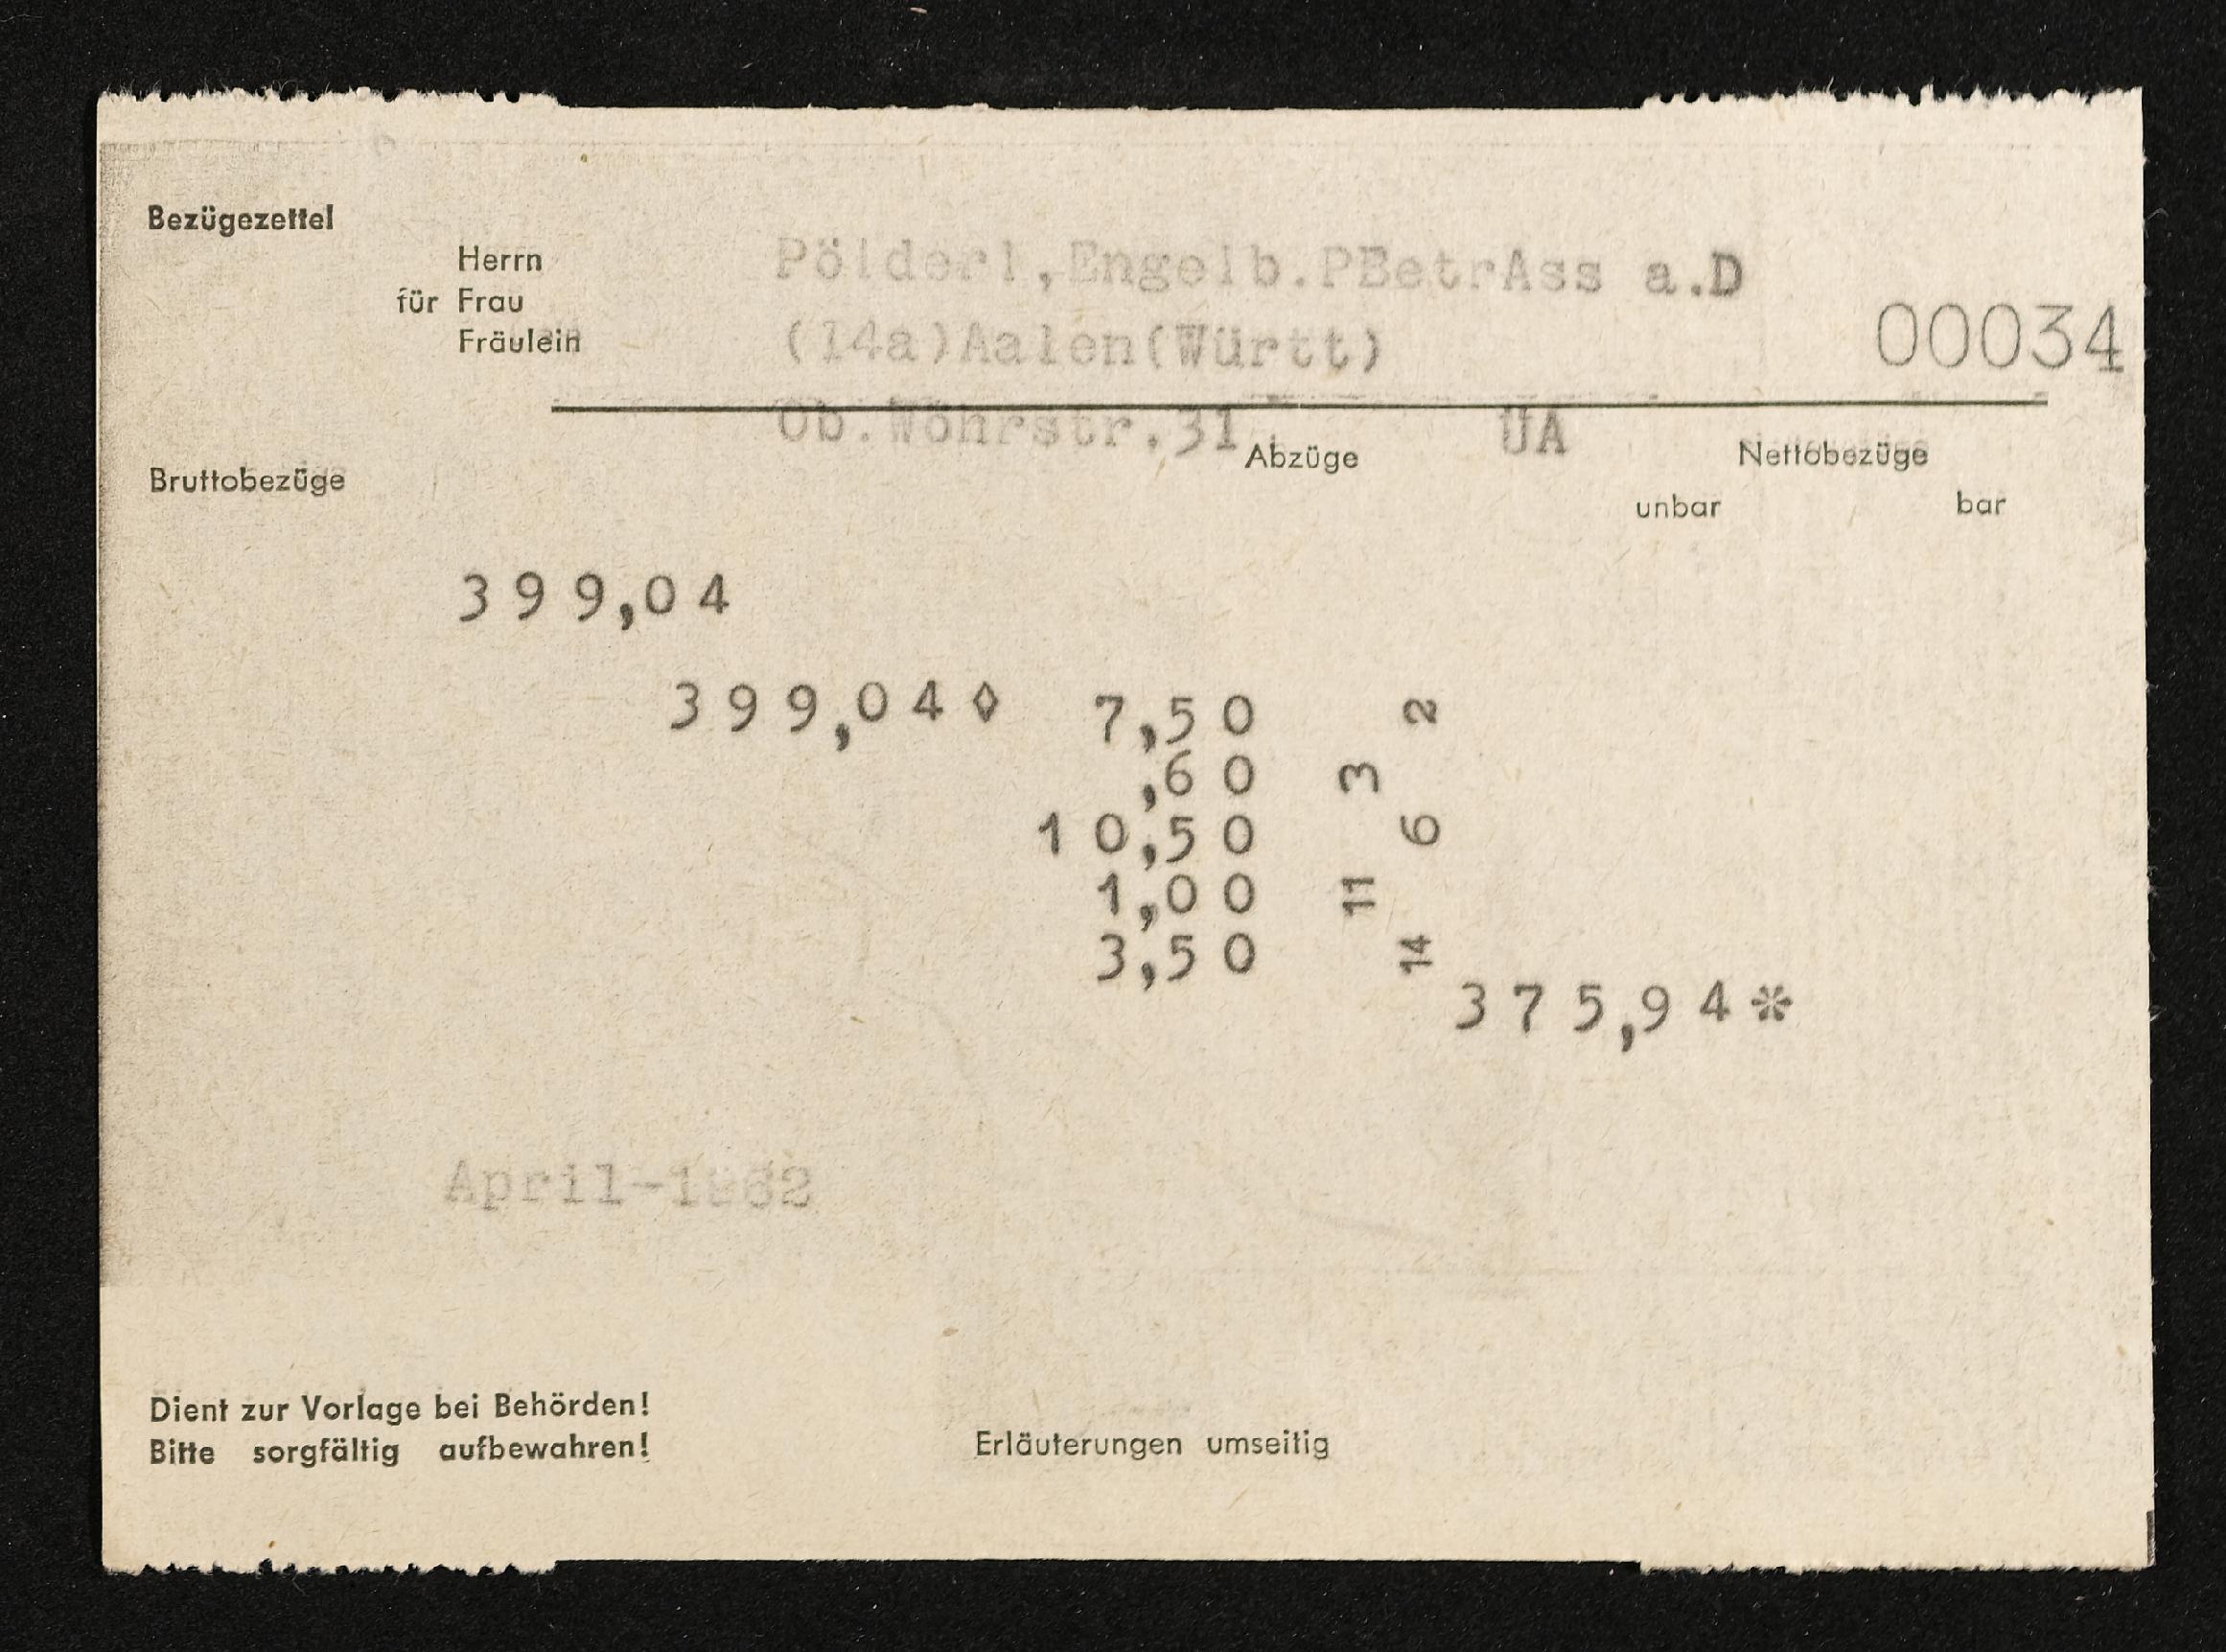 Bezügezettel
Herrn
für Frau
Fräulein
Pölderl,Engelb.PBetrAss a.D
(14a)Aalen(Württ)
00034
Ob.Wöhrstr.31 UA
Bruttobezüge
Abzüge
Nettobezüge
unbar bar
399,04
399,04◊ 7,50 2
,60 3
10,50 6
1,00 11
3,50 14
375,94*
April-1962
Dient zur Vorlage bei Behörden!
Bitte sorgfältig aufbewahren!
Erläuterungen umseitig